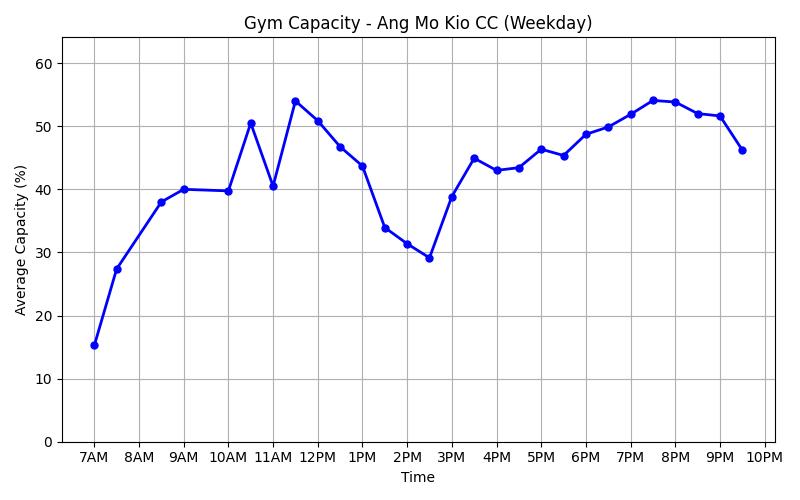 Gym Capacity - Ang Mo Kio CC (Weekday)
Average Capacity (%)
60
50
40
30
20
10
0
7AM 8AM 9AM 10AM 11AM 12PM 1PM 2PM 3PM 4PM 5PM 6PM 7PM 8PM 9PM 10PM
Time